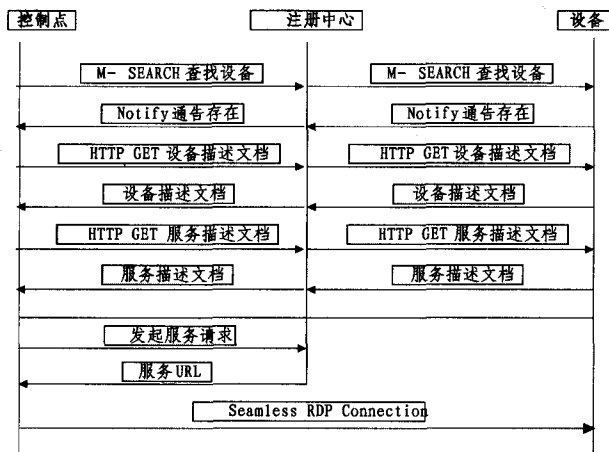 控制点 注册中心 设备
M- SEARCH 查找设备 M- SEARCH 查找设备
Notify通告存在 Notify通告存在
HTTP GET 设备描述文档 HTTP GET 设备描述文档
设备描述文档 设备描述文档
HTTP GET 服务描述文档 HTTP GET 服务描述文档
服务描述文档 服务描述文档
发起服务请求
服务URL
Seamless RDP Connection